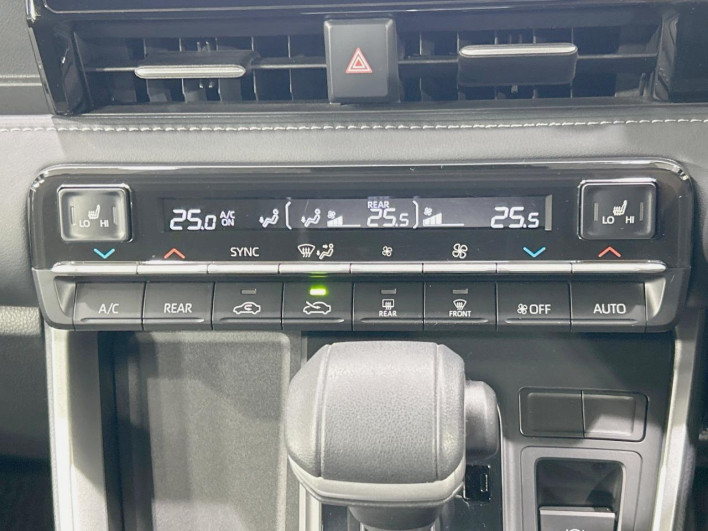 REAR
25.0 A/C ON 25.5 25.5
LO HI
LO HI
SYNC
A/C REAR REAR FRONT OFF AUTO